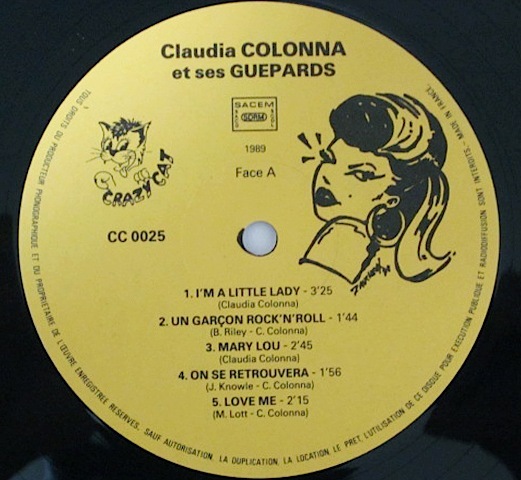 Claudia COLONNA
et ses GUEPARDS
SACEM
SDRM
1989
Face A
CRAZY CAT
CC 0025
1. I'M A LITTLE LADY - 3'25
(Claudia Colonna)
2. UN GARÇON ROCK'N'ROLL - 1'44
(B. Riley - C. Colonna)
3. MARY LOU - 2'45
(Claudia Colonna)
4. ON SE RETROUVERA - 1'56
(J. Knowle - C. Colonna)
5. LOVE ME - 2'15
(M. Lott - C. Colonna)
TOUS DROITS DU PRODUCTEUR PHONOGRAPHIQUE ET DU PROPRIETAIRE DE L'ŒUVRE ENREGISTREE RESERVES. SAUF AUTORISATION, LA DUPLICATION, LA LOCATION, LE PRET, L'UTILISATION DE CE DISQUE POUR EXECUTION PUBLIQUE ET RADIODIFFUSION SONT INTERDITS - MADE IN FRANCE.